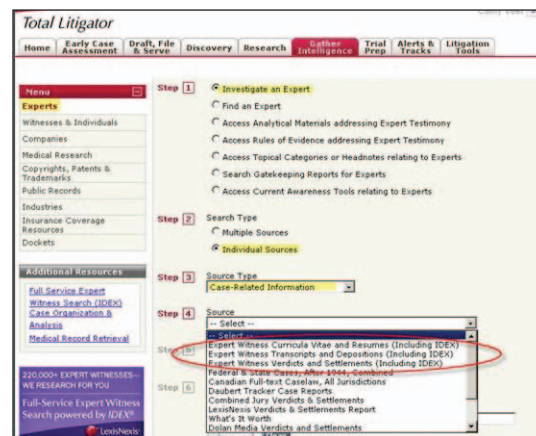 Total Litigator
Home
Early Case
Assessment
Draft, File
& Serve
Discovery
Research
Gather
Intelligence
Trial
Prep
Alerts &
Tracks
Litigation
Tools
Menu
Experts
Witnesses & Individuals
Companies
Medical Research
Copyrights, Patents &
Trademarks
Public Records
Industries
Insurance Coverage
Resources
Dockets
Additional Resources
Full Service Expert
Witness Search (IDEX)
Case Organization &
Analysis
Medical Record Retrieval
220,000+ EXPERT WITNESSES—
WE RESEARCH FOR YOU
Full-Service Expert Witness
Search powered by IDEX®
LexisNexis®
Step 1
Investigate an Expert
Find an Expert
Access Analytical Materials addressing Expert Testimony
Access Rules of Evidence addressing Expert Testimony
Access Topical Categories or Headnotes relating to Experts
Search Gatekeeping Reports for Experts
Access Current Awareness Tools relating to Experts
Step 2
Search Type
Multiple Sources
Individual Sources
Step 3
Source Type
Case-Related Information
Step 4
Source
-- Select --
-- Select --
Expert Witness Curricula Vitae and Resumes (Including IDEX)
Step 5
Expert Witness Transcripts and Depositions (Including IDEX)
Expert Witness Verdicts and Settlements (Including IDEX)
Federal & State Cases, After 1944, Combined
Canadian Full-text Caselaw, All Jurisdictions
Step 6
Daubert Tracker Case Reports
Combined Jury Verdicts & Settlements
LexisNexis Verdicts & Settlements Report
What's It Worth
Dolan Media Verdicts & Settlements